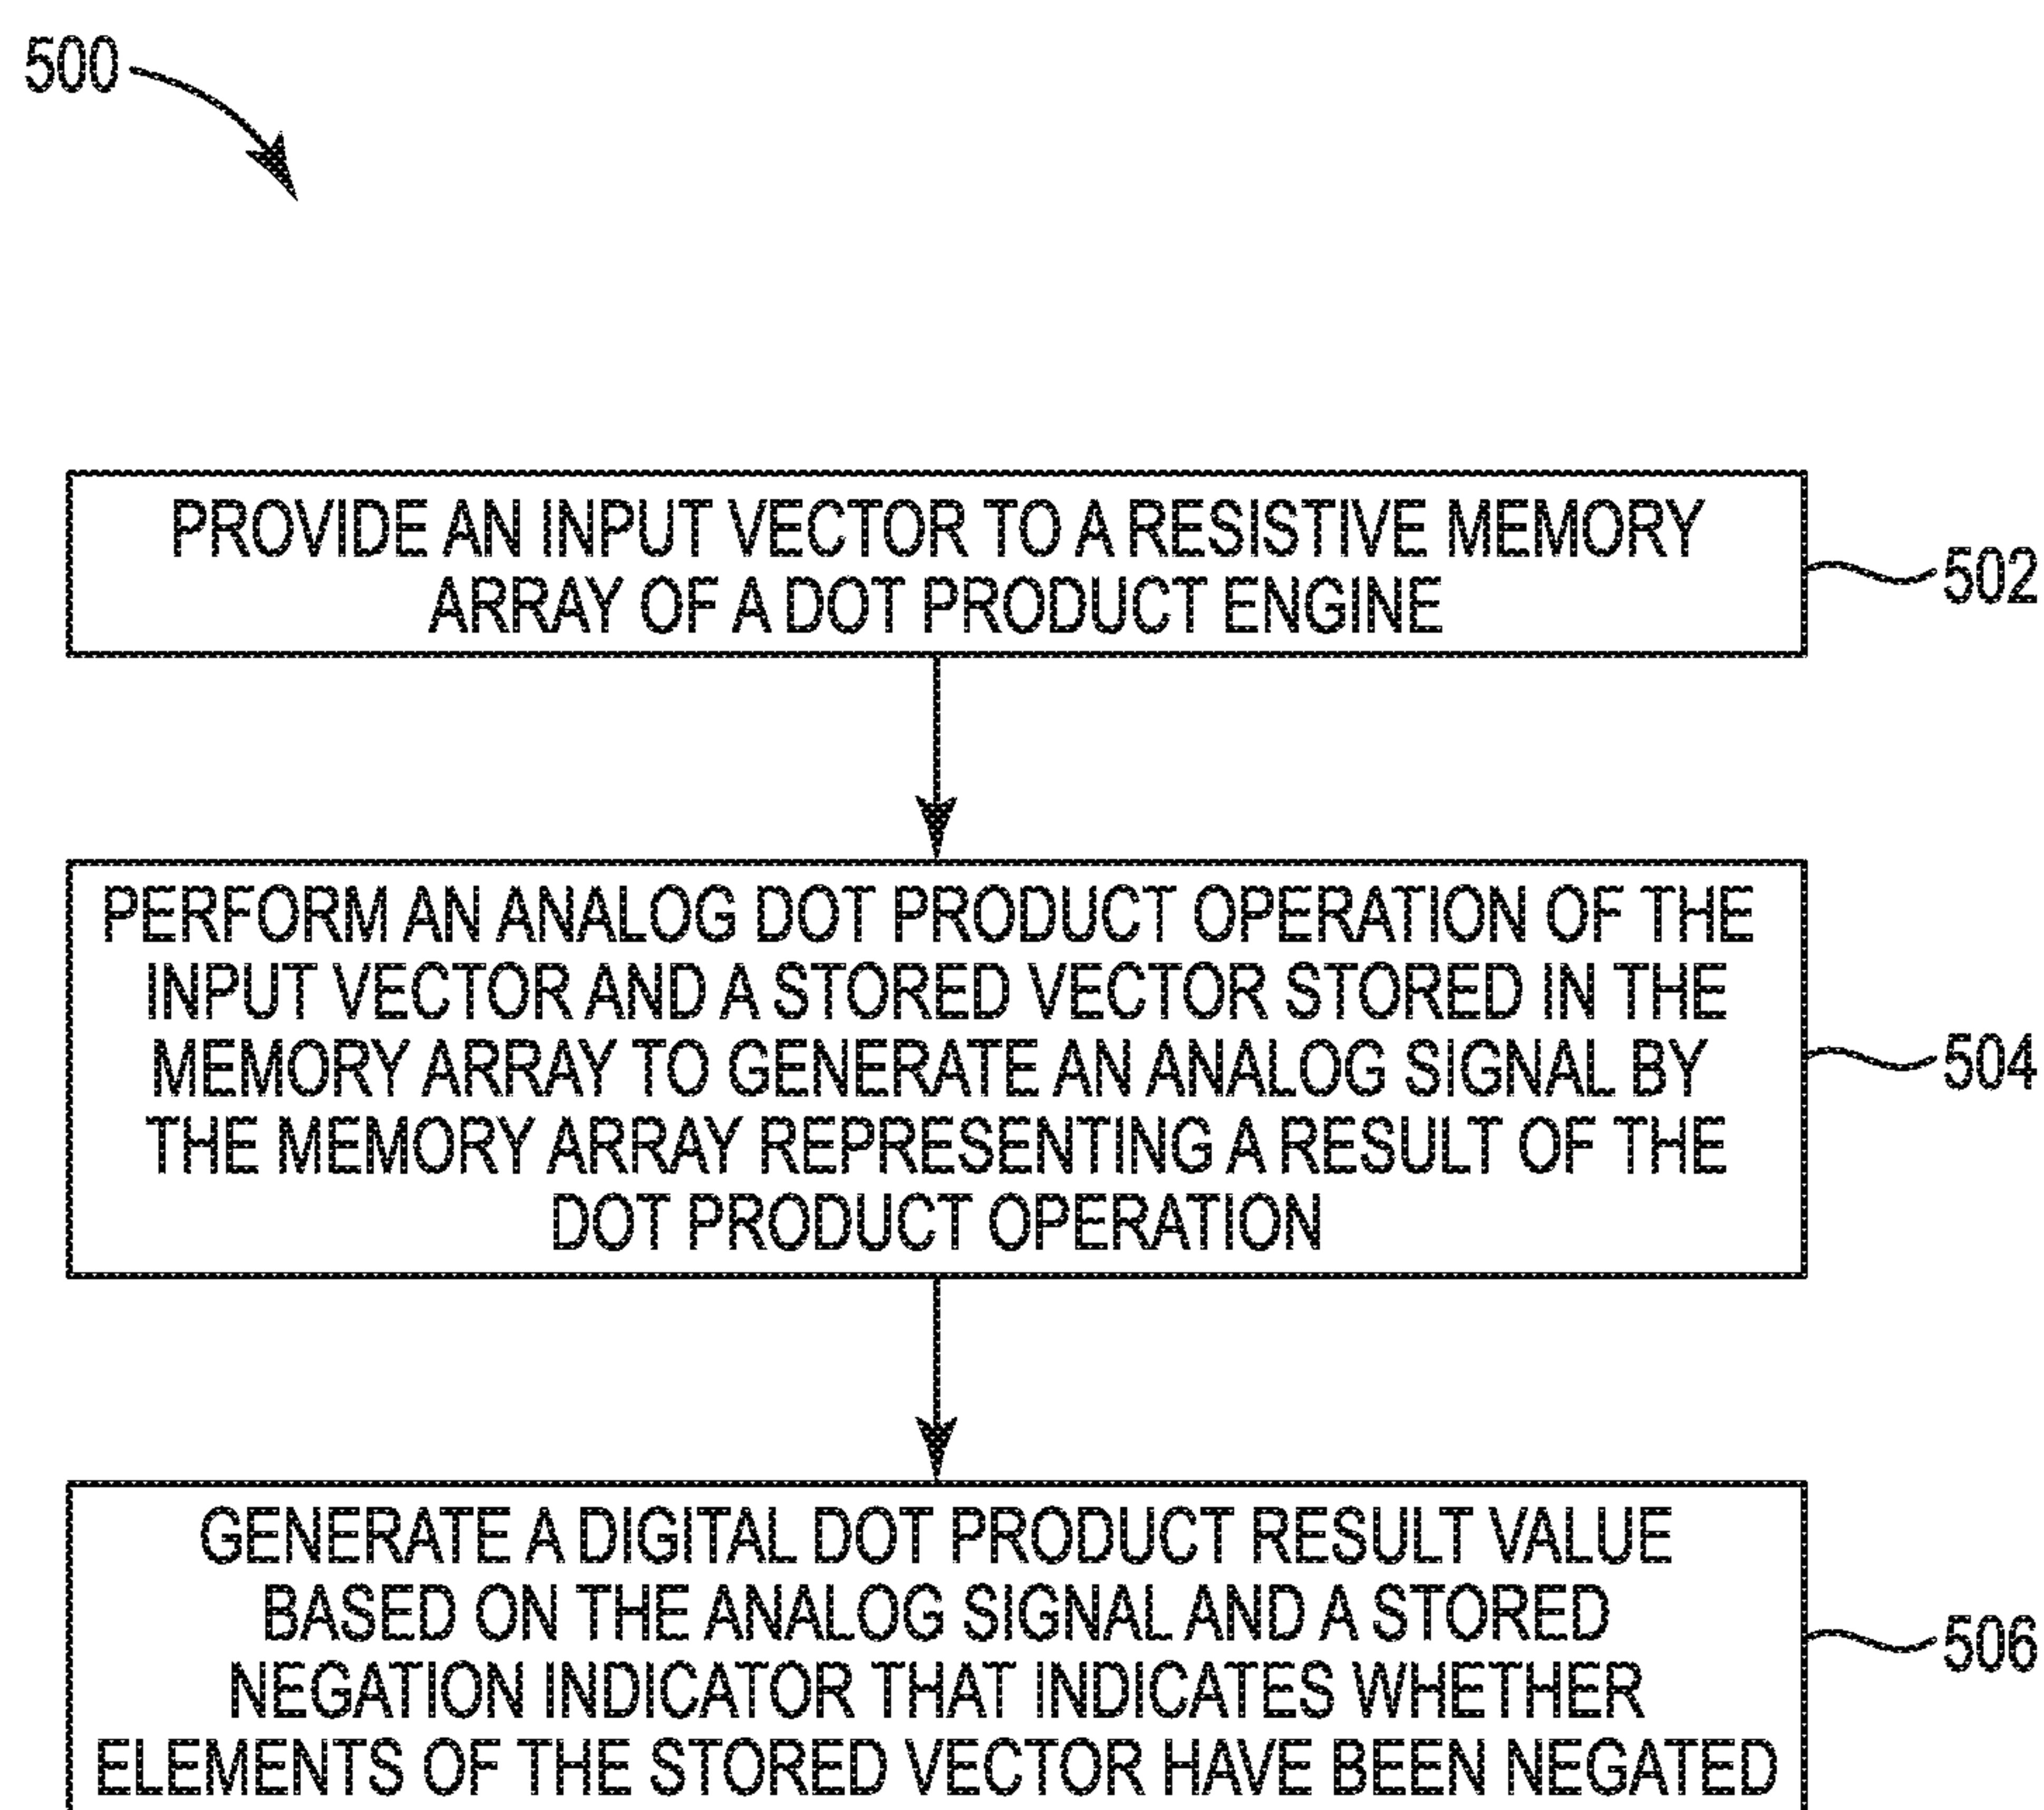 500
PROVIDE AN INPUT VECTOR TO A RESISTIVE MEMORY
ARRAY OF A DOT PRODUCT ENGINE
502
PERFORM AN ANALOG DOT PRODUCT OPERATION OF THE
INPUT VECTOR AND A STORED VECTOR STORED IN THE
MEMORY ARRAY TO GENERATE AN ANALOG SIGNAL BY
THE MEMORY ARRAY REPRESENTING A RESULT OF THE
DOT PRODUCT OPERATION
504
GENERATE A DIGITAL DOT PRODUCT RESULT VALUE
BASED ON THE ANALOG SIGNAL AND A STORED
NEGATION INDICATOR THAT INDICATES WHETHER
ELEMENTS OF THE STORED VECTOR HAVE BEEN NEGATED
506